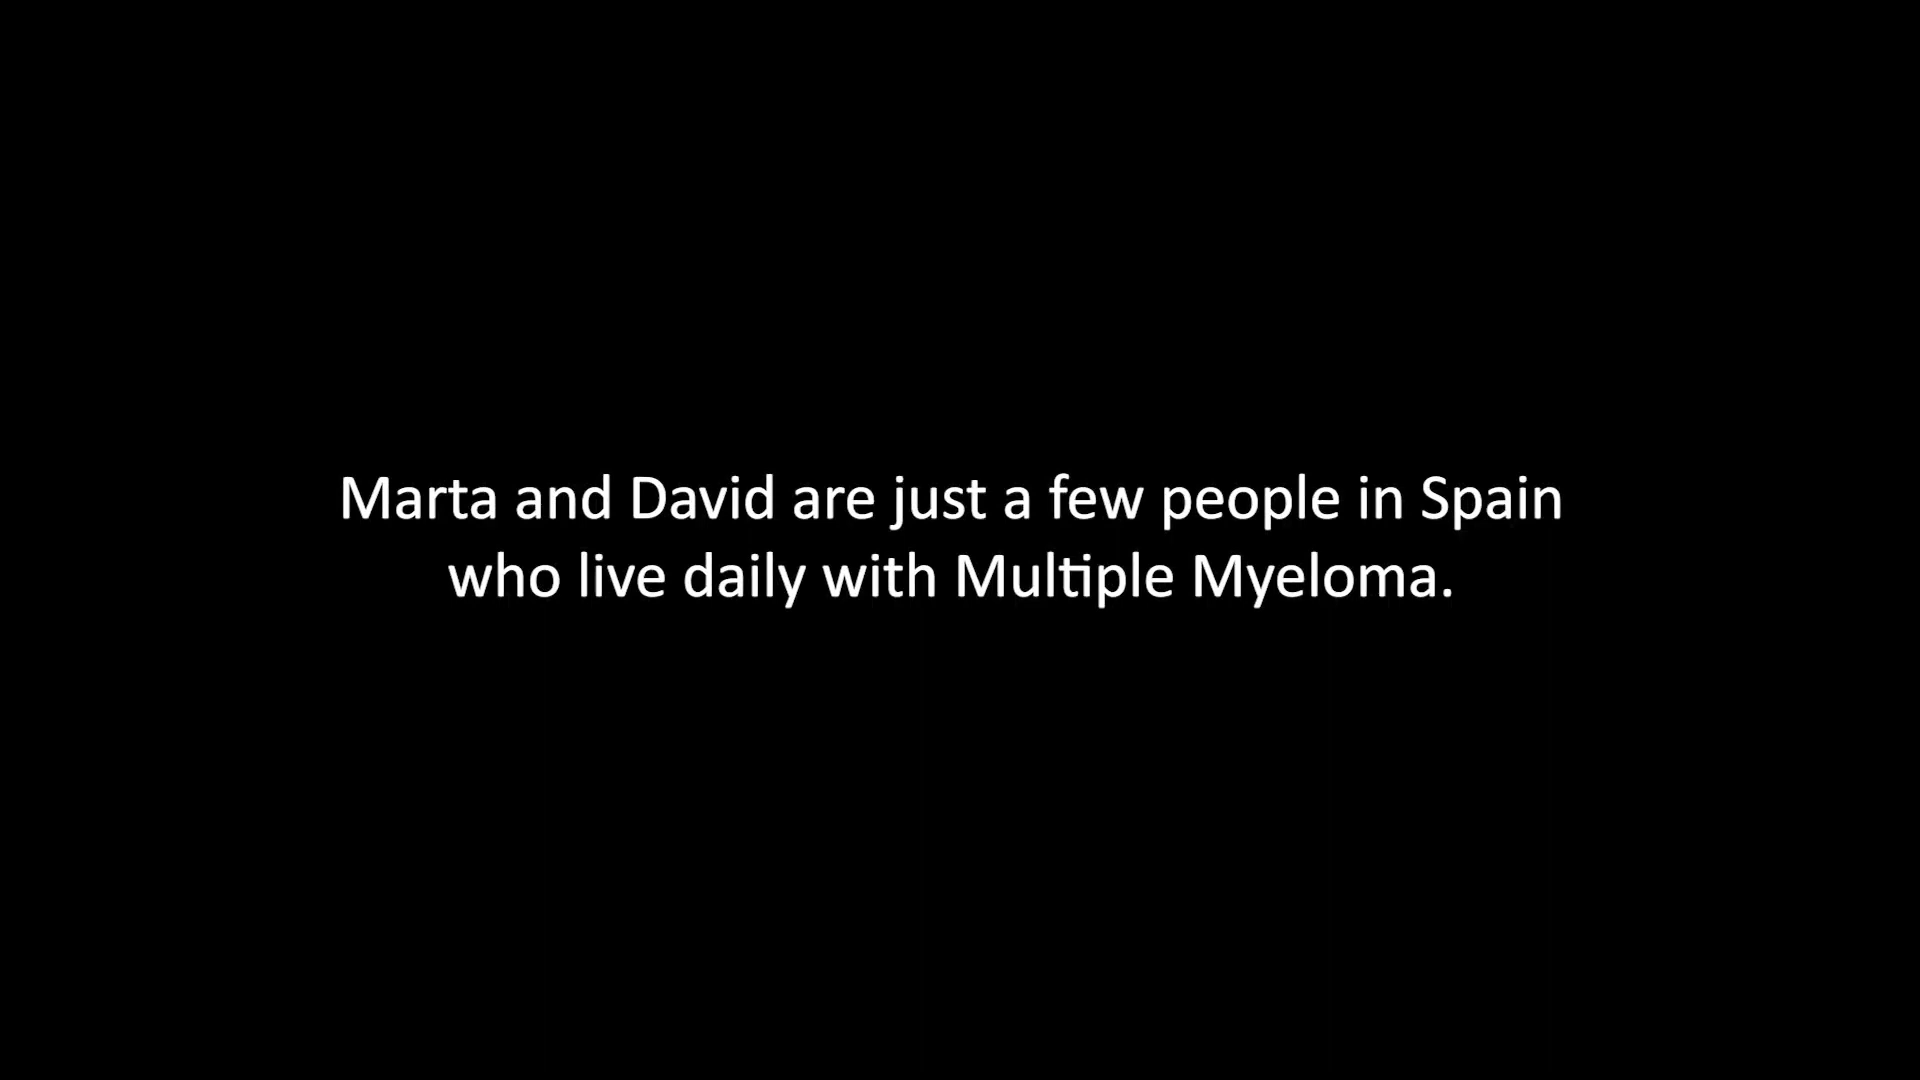 Marta and David are just a few people in Spain
who live daily with Multiple Myeloma.